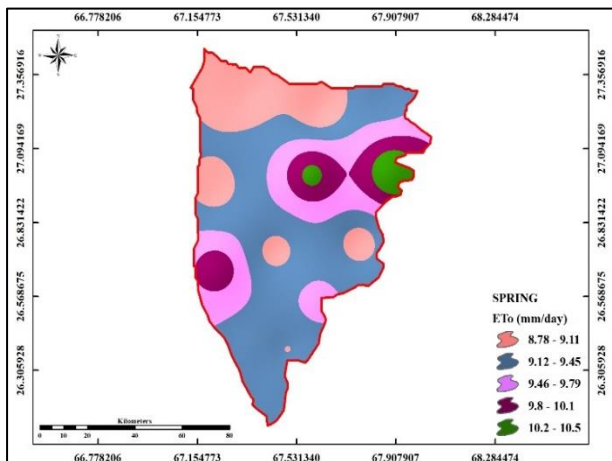 66.778206 67.154773 67.531340 67.907907 68.284474
27.356916 27.356916
27.094169 27.094169
26.831422 26.831422
26.568675 26.568675
26.305928 26.305928
SPRING
ETo (mm/day)
8.78 - 9.11
9.12 - 9.45
9.46 - 9.79
9.8 - 10.1
10.2 - 10.5
Kilometers
0 5 10 20 40 60 80
66.778206 67.154773 67.531340 67.907907 68.284474